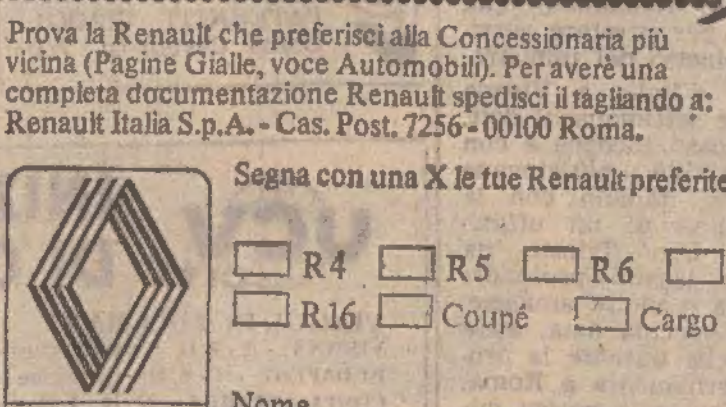 Prova la Renault che preferisci alla Concessionaria più
vicina (Pagine Gialle, voce Automobili). Per avere una
completa documentazione Renault spedisci il tagliando a:
Renault Italia S.p.A. - Cas. Post. 7256 - 00100 Roma.
Segna con una X le tue Renault preferite
R4 R5 R6
R16 Coupé Cargo
Nome